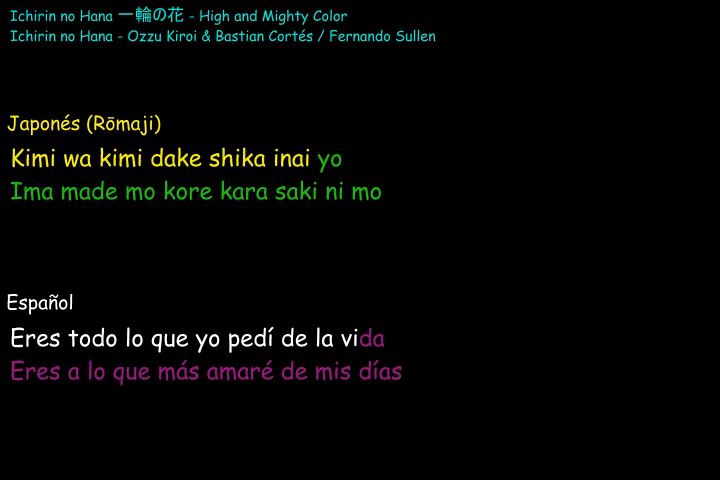 Ichirin no Hana 一輪の花 - High and Mighty Color
Ichirin no Hana - Ozzu Kiroi & Bastian Cortés / Fernando Sullen
Japonés (Rōmaji)
Kimi wa kimi dake shika inai yo
Ima made mo kore kara saki ni mo
Español
Eres todo lo que yo pedí de la vida
Eres a lo que más amaré de mis días